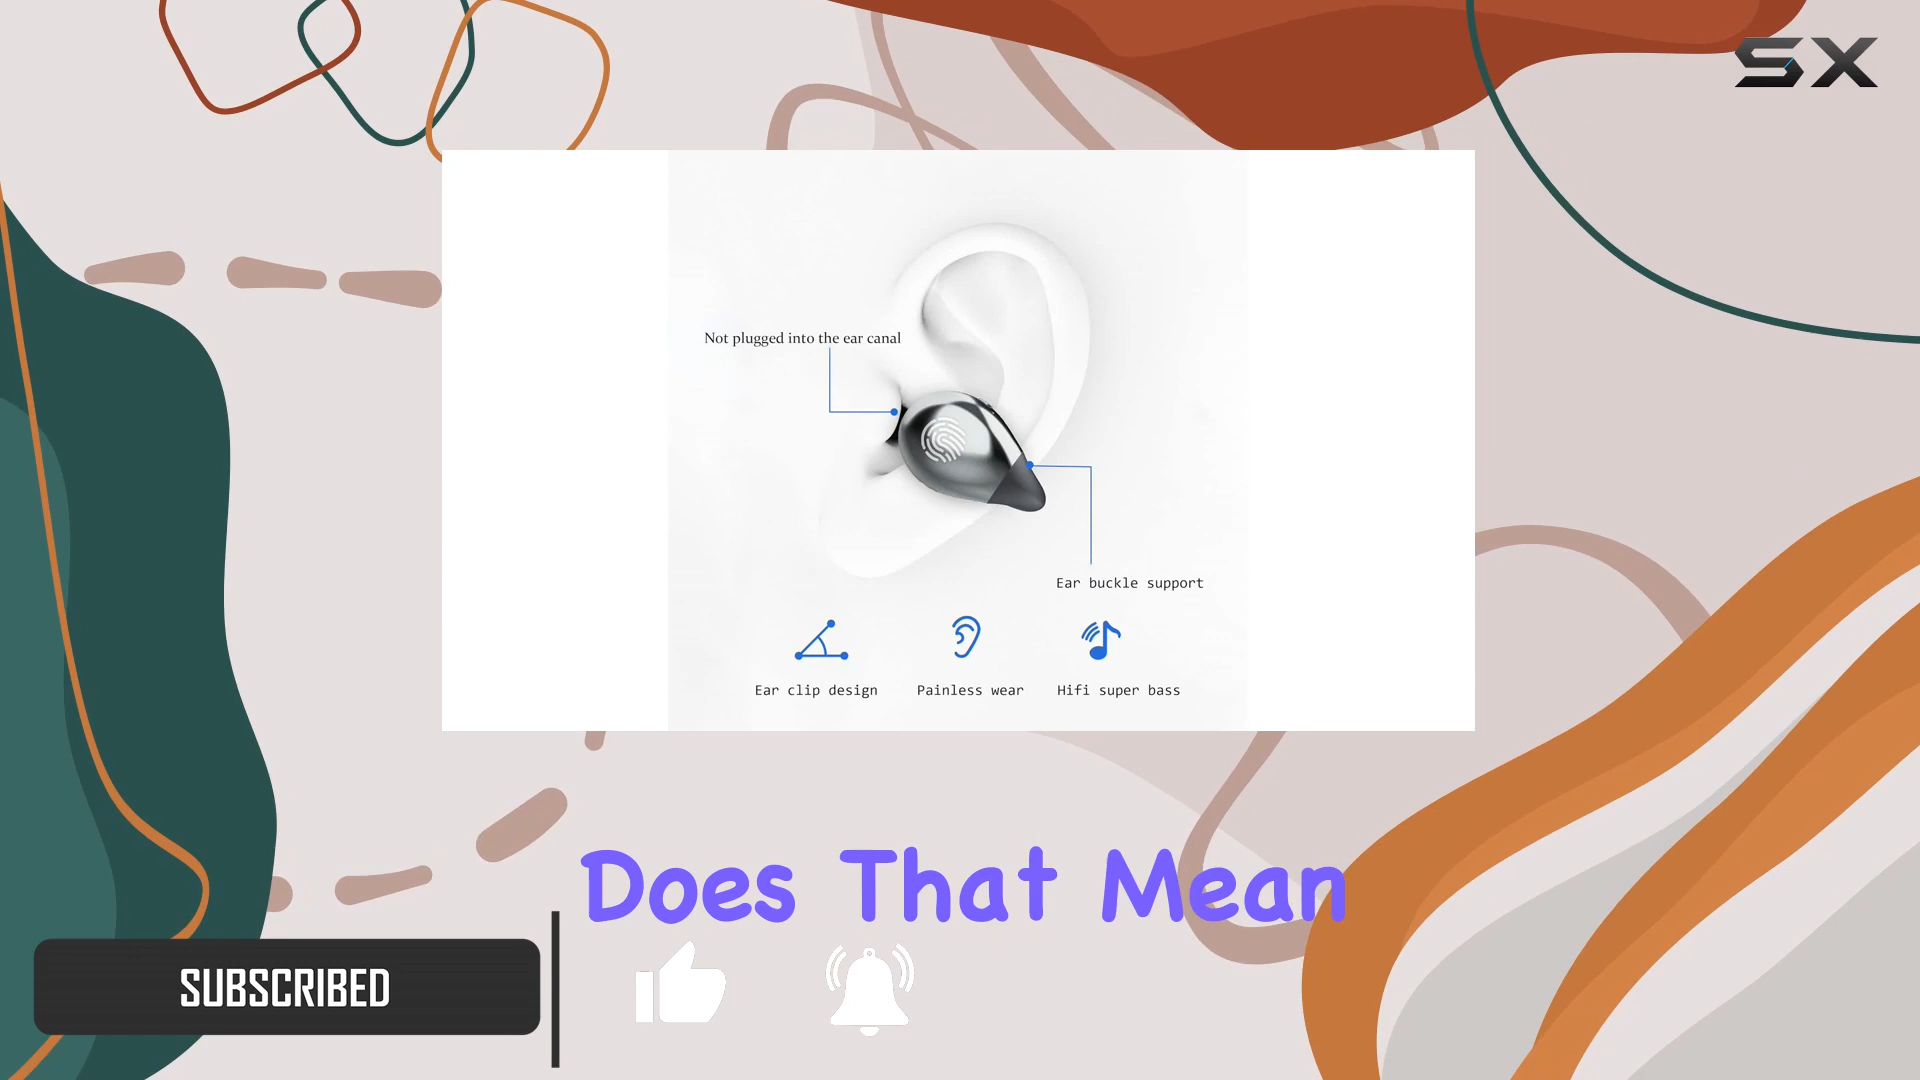 SX
Not plugged into the ear canal
Ear buckle support
Ear clip design
Painless wear
Hifi super bass
Does That Mean
SUBSCRIBED